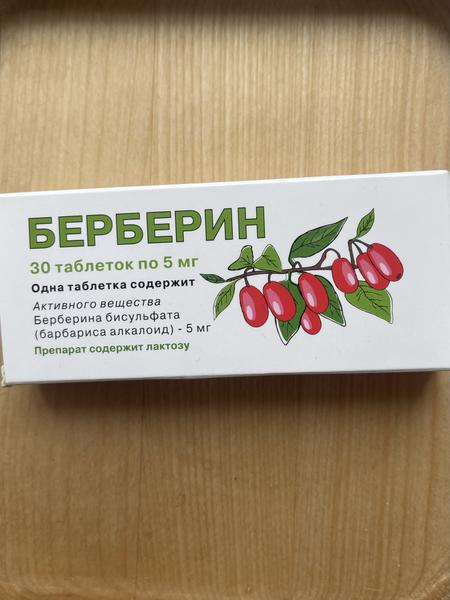 БЕРБЕРИН
30 таблеток по 5 мг
Одна таблетка содержит
Активного вещества
Берберина бисульфата
(барбариса алкалоид) - 5 мг
Препарат содержит лактозу